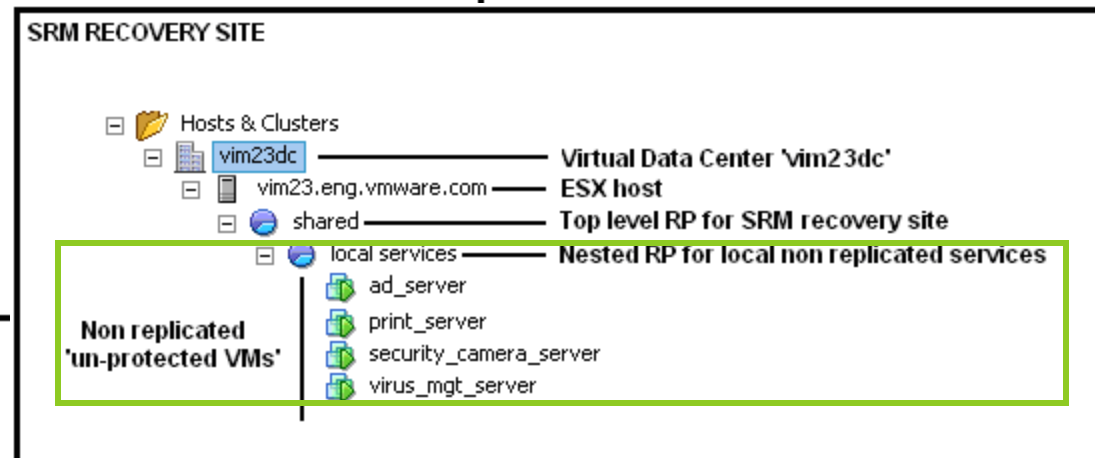 SRM RECOVERY SITE
Hosts & Clusters
vim23dc Virtual Data Center 'vim23dc'
vim23.eng.vmware.com ESX host
shared Top level RP for SRM recovery site
local services Nested RP for local non replicated services
ad_server
Non replicated print_server
'un-protected VMs' security_camera_server
virus_mgt_server